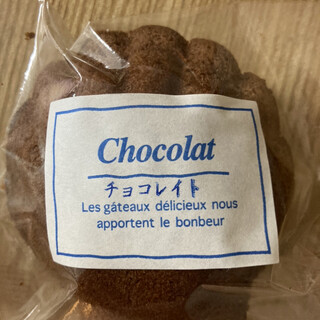 Chocolat
チョコレイト
Les gâteaux délicieux nous
apportent le bonbeur